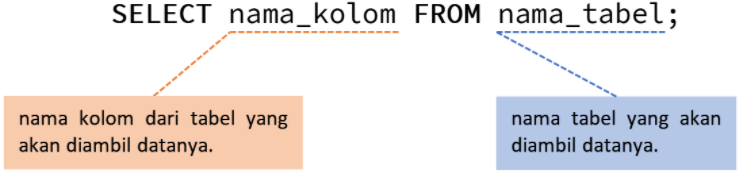 SELECT nama_kolom FROM nama_tabel;
nama kolom dari tabel yang
akan diambil datanya.
nama tabel yang akan
diambil datanya.